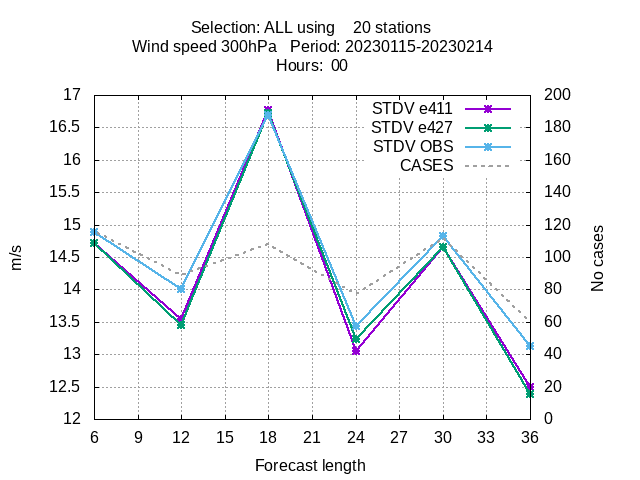 Selection: ALL using    20 stations
Wind speed 300hPa   Period: 20230115-20230214
Hours:  00
17
16.5
16
15.5
15
14.5
14
13.5
13
12.5
12
m/s
STDV e411
STDV e427
STDV OBS
CASES
200
180
160
140
120
100
80
60
40
20
0
No cases
6 9 12 15 18 21 24 27 30 33 36
Forecast length